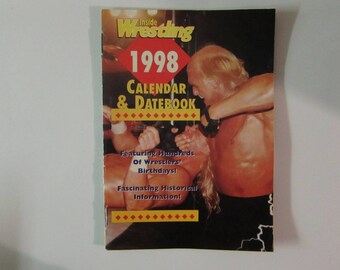 Inside
Wrestling
1998
CALENDAR
& DATEBOOK
Featuring Hundreds
Of Wrestlers'
Birthdays!
Fascinating Historical
Information!